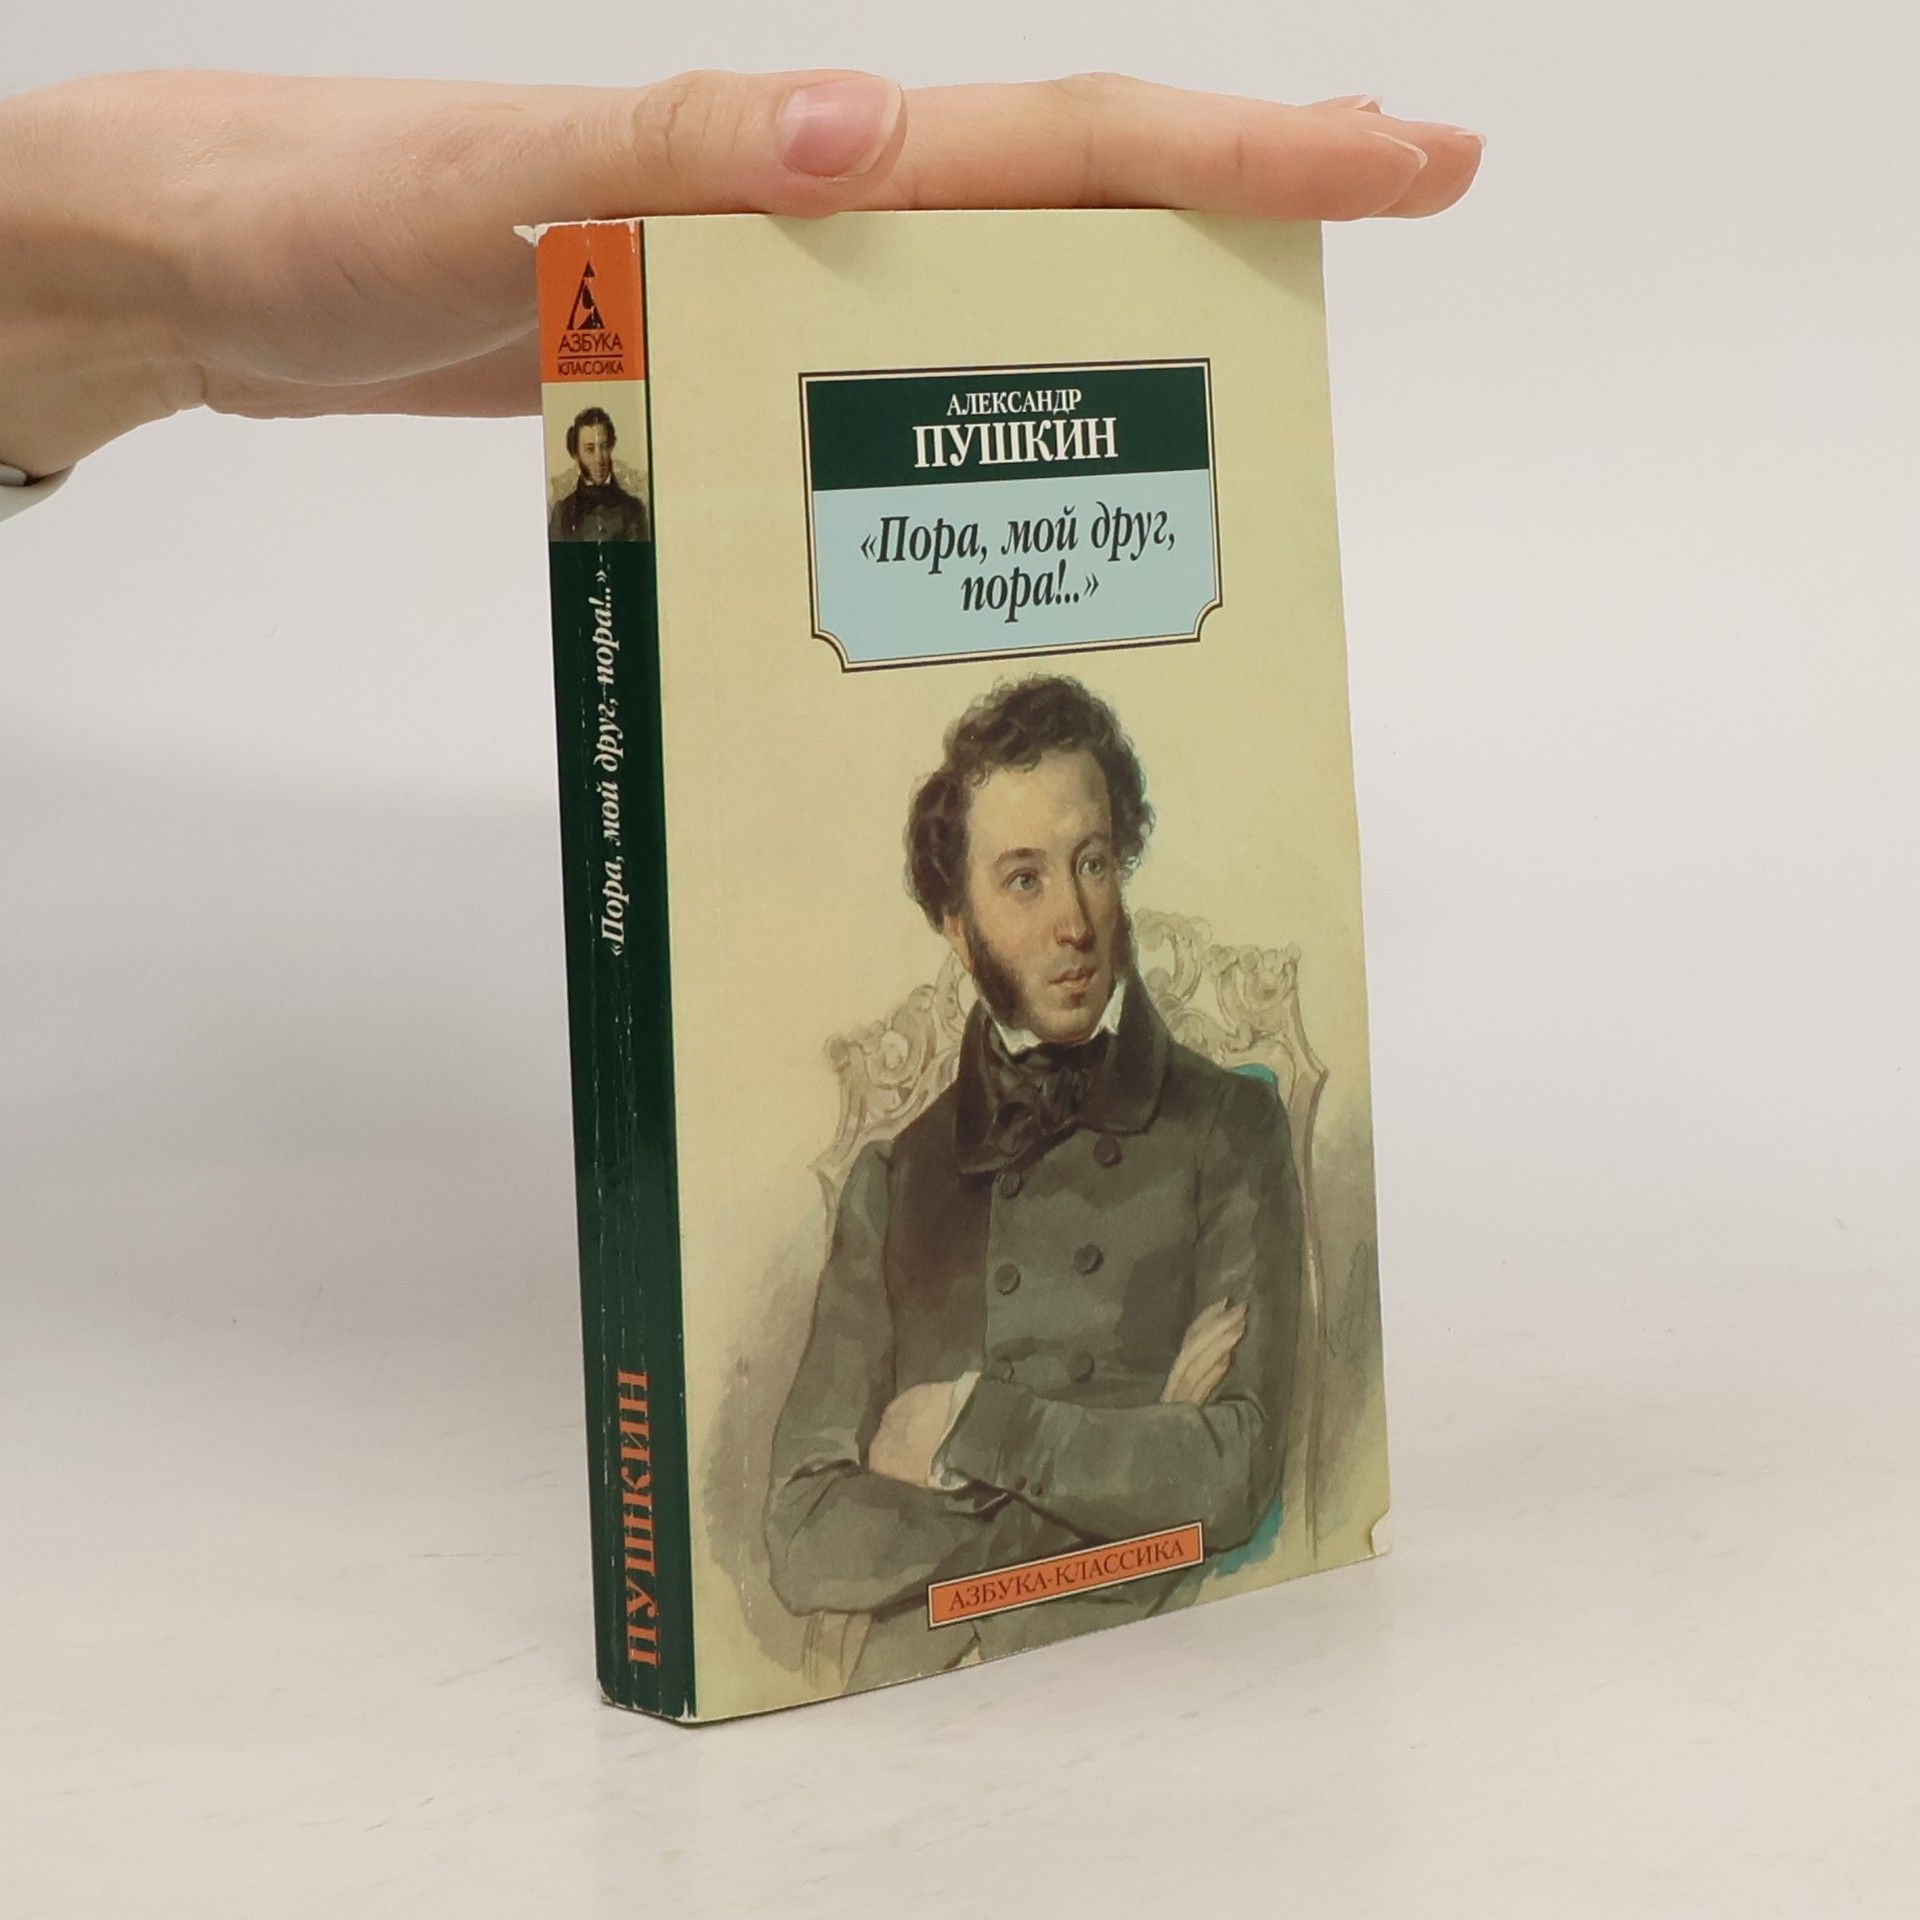 АЗБУКА
КЛАССИКА
«Пора, мой друг, пора!..»
ПУШКИН
АЛЕКСАНДР
ПУШКИН
«Пора, мой друг,
пора!..»
АЗБУКА-КЛАССИКА